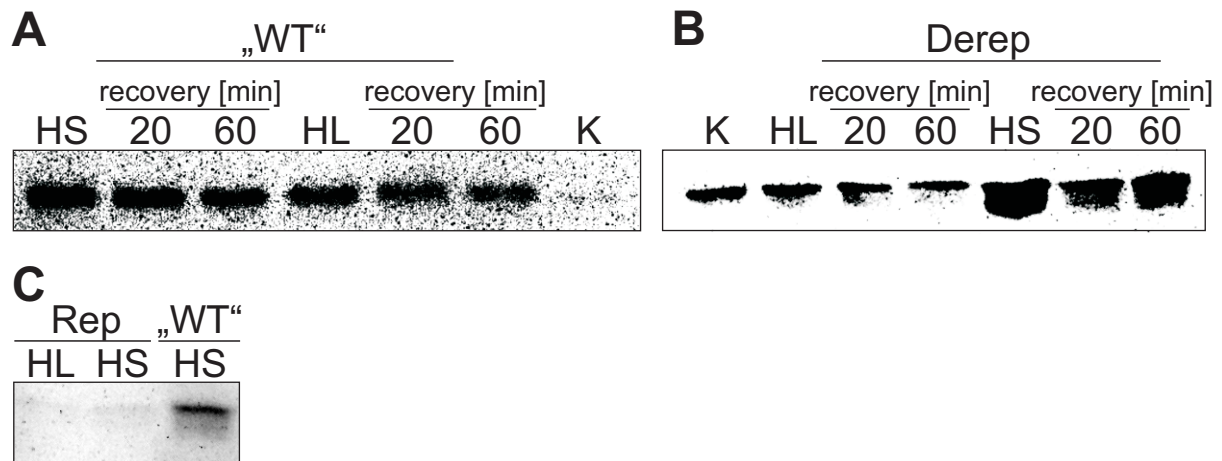 A
„WT“
recovery [min] recovery [min]
HS 20 60 HL 20 60 K
B
Derep
recovery [min] recovery [min]
K HL 20 60 HS 20 60
C
Rep „WT“
HL HS HS